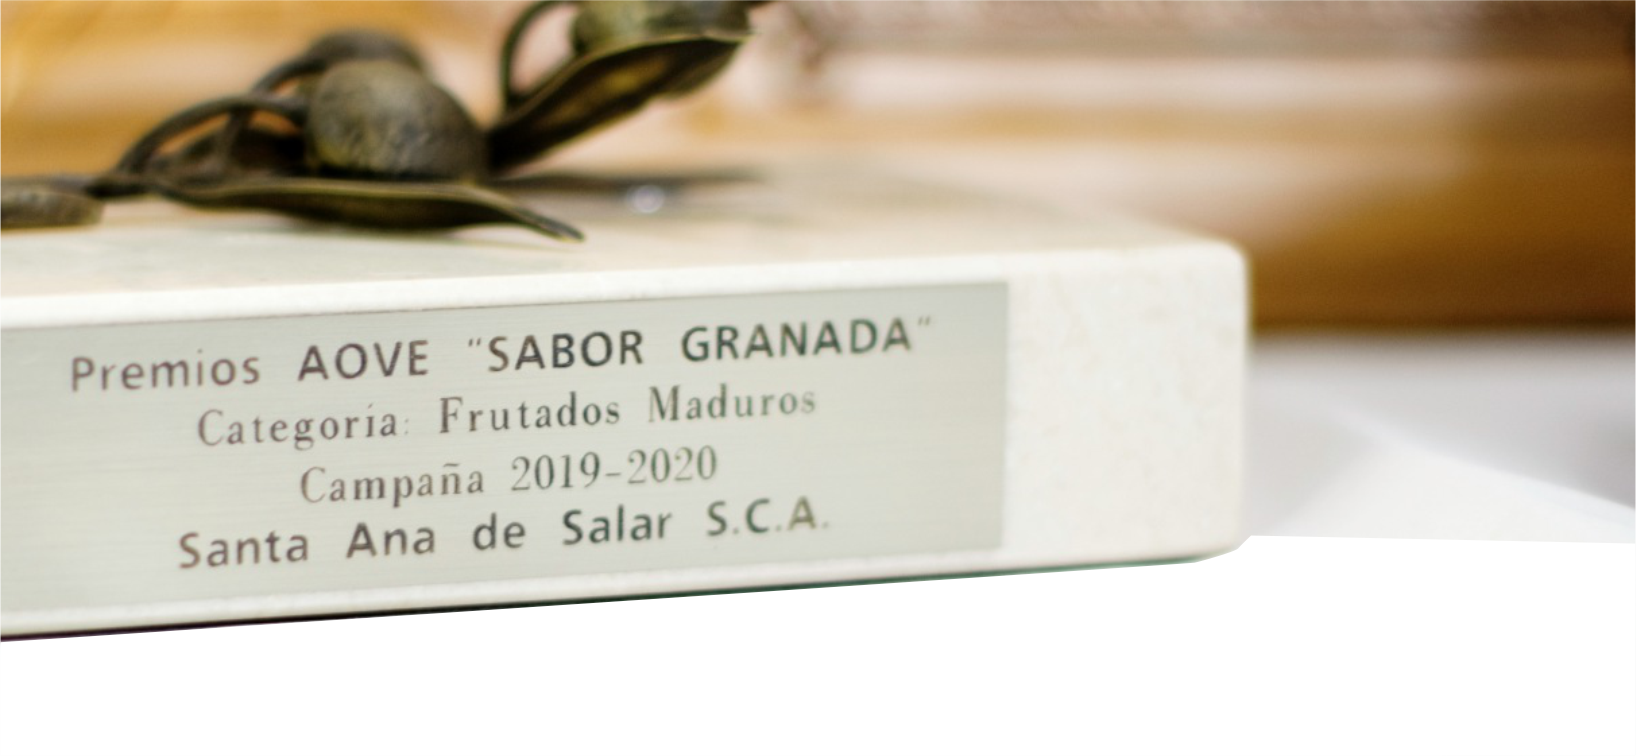 Premios AOVE "SABOR GRANADA"
Categoría: Frutados Maduros
Campaña 2019-2020
Santa Ana de Salar S.C.A.